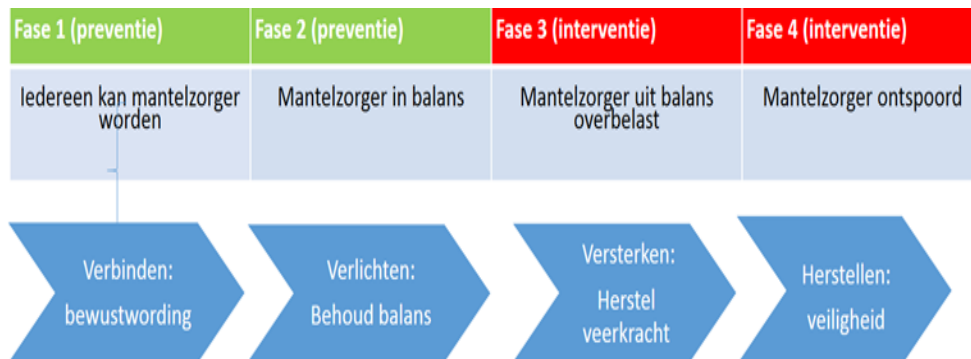 Fase 1 (preventie)
Fase 2 (preventie)
Fase 3 (interventie)
Fase 4 (interventie)
Iedereen kan mantelzorger
worden
Mantelzorger in balans
Mantelzorger uit balans
overbelast
Mantelzorger ontspoord
Verbinden:
bewustwording
Verlichten:
Behoud balans
Versterken:
Herstel
veerkracht
Herstellen:
veiligheid